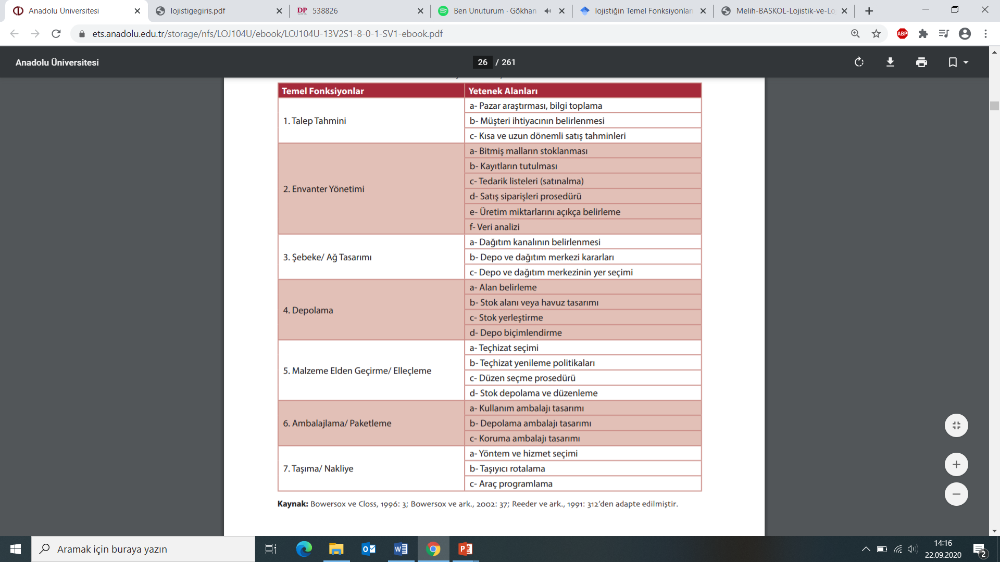 Anadolu Üniversitesi
lojistigegiris.pdf
DP 538826
Ben Unuturum · Gökhan
lojistiğin Temel Fonksiyonları
Melih-BASKOL-Lojistik-ve-Lo
ets.anadolu.edu.tr/storage/nfs/LOJ104U/ebook/LOJ104U-13V2S1-8-0-1-SV1-ebook.pdf
ABP
Anadolu Üniversitesi
26 / 261
Temel Fonksiyonlar
Yetenek Alanları
1. Talep Tahmini
a- Pazar araştırması, bilgi toplama
b- Müşteri ihtiyacının belirlenmesi
c- Kısa ve uzun dönemli satış tahminleri
2. Envanter Yönetimi
a- Bitmiş malların stoklanması
b- Kayıtların tutulması
c- Tedarik listeleri (satınalma)
d- Satış siparişleri prosedürü
e- Üretim miktarlarını açıkça belirleme
f- Veri analizi
3. Şebeke/ Ağ Tasarımı
a- Dağıtım kanalının belirlenmesi
b- Depo ve dağıtım merkezi kararları
c- Depo ve dağıtım merkezinin yer seçimi
4. Depolama
a- Alan belirleme
b- Stok alanı veya havuz tasarımı
c- Stok yerleştirme
d- Depo biçimlendirme
5. Malzeme Elden Geçirme/ Elleçleme
a- Teçhizat seçimi
b- Teçhizat yenileme politikaları
c- Düzen seçme prosedürü
d- Stok depolama ve düzenleme
6. Ambalajlama/ Paketleme
a- Kullanım ambalajı tasarımı
b- Depolama ambalajı tasarımı
c- Koruma ambalajı tasarımı
7. Taşıma/ Nakliye
a- Yöntem ve hizmet seçimi
b- Taşıyıcı rotalama
c- Araç programlama
Kaynak: Bowersox ve Closs, 1996: 3; Bowersox ve ark., 2002: 37; Reeder ve ark., 1991: 312'den adapte edilmiştir.
Aramak için buraya yazın
14:16
22.09.2020
2